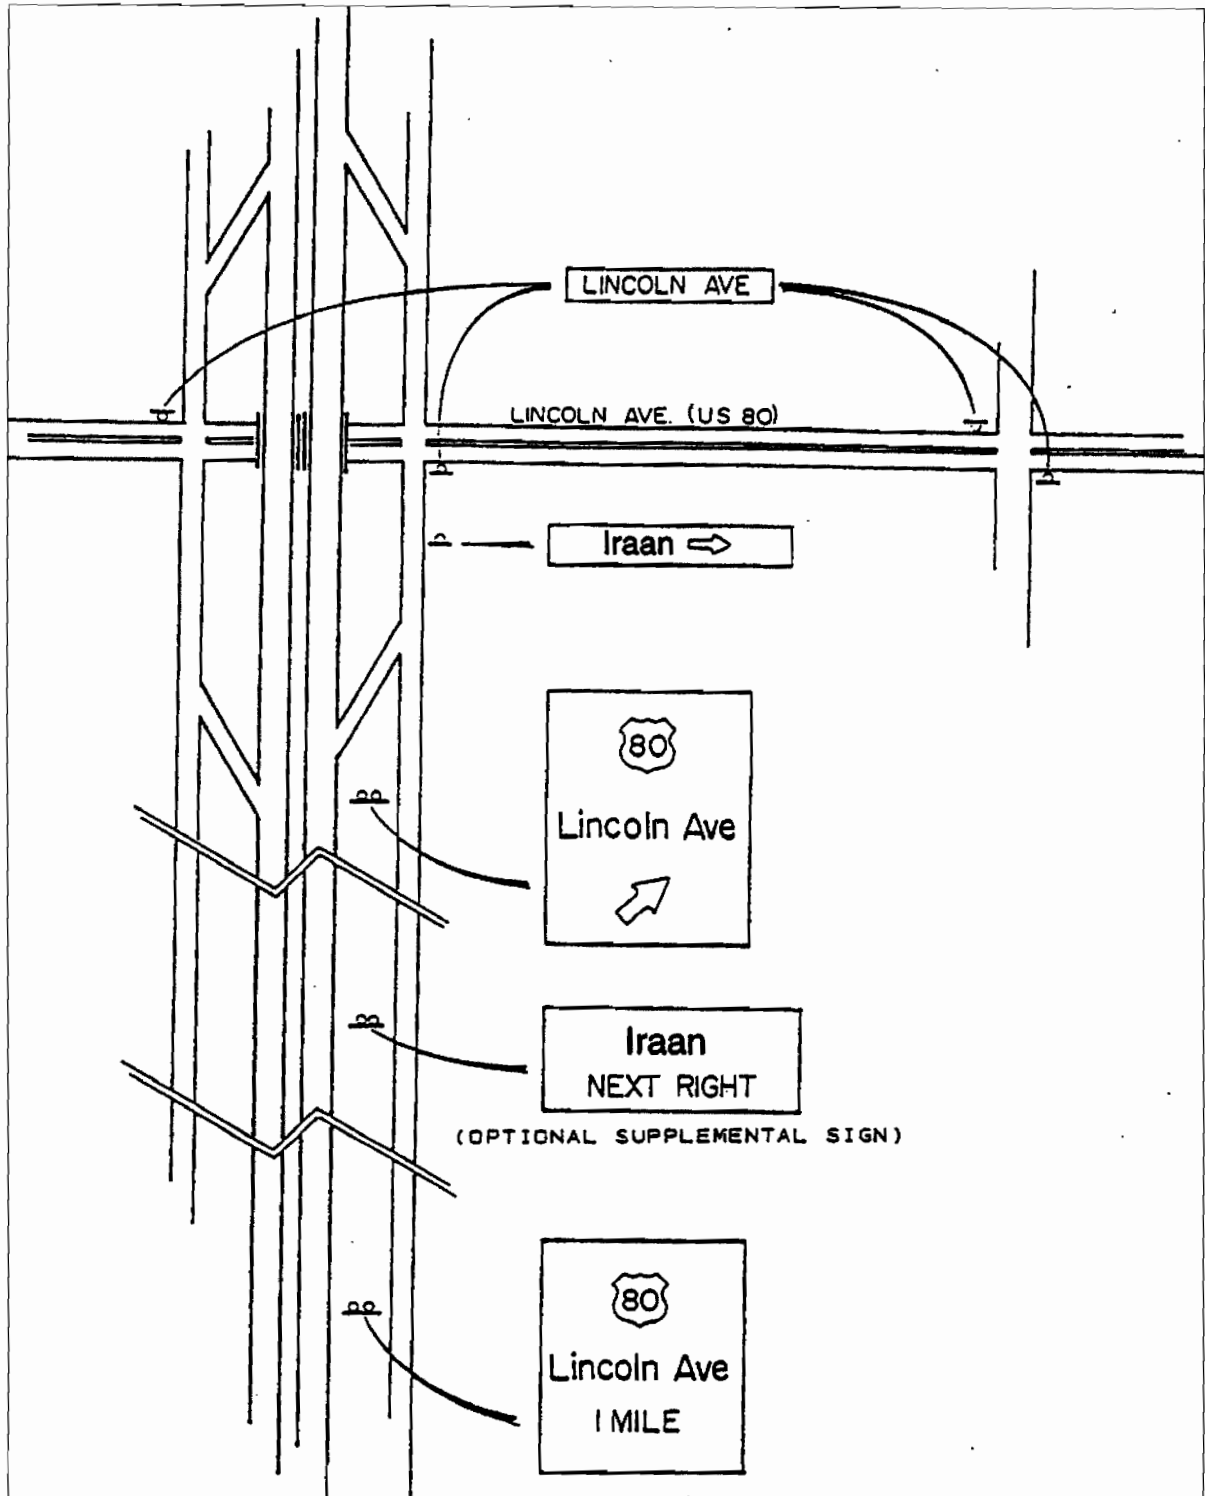 LINCOLN AVE
LINCOLN AVE. (US 80)
Iraan
80
Lincoln Ave
Iraan
NEXT RIGHT
(OPTIONAL SUPPLEMENTAL SIGN)
80
Lincoln Ave
1 MILE